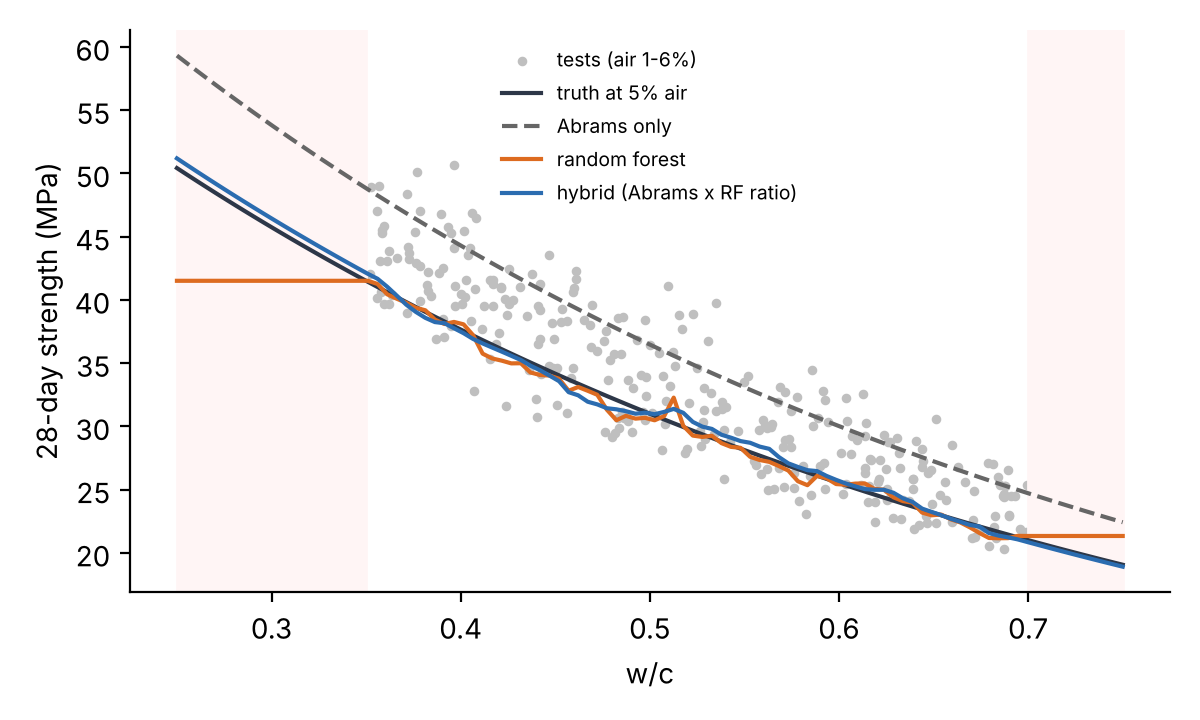 60
55
50
45
40
35
30
25
20
28-day strength (MPa)
tests (air 1-6%)
truth at 5% air
Abrams only
random forest
hybrid (Abrams x RF ratio)
0.3
0.4
0.5
0.6
0.7
w/c